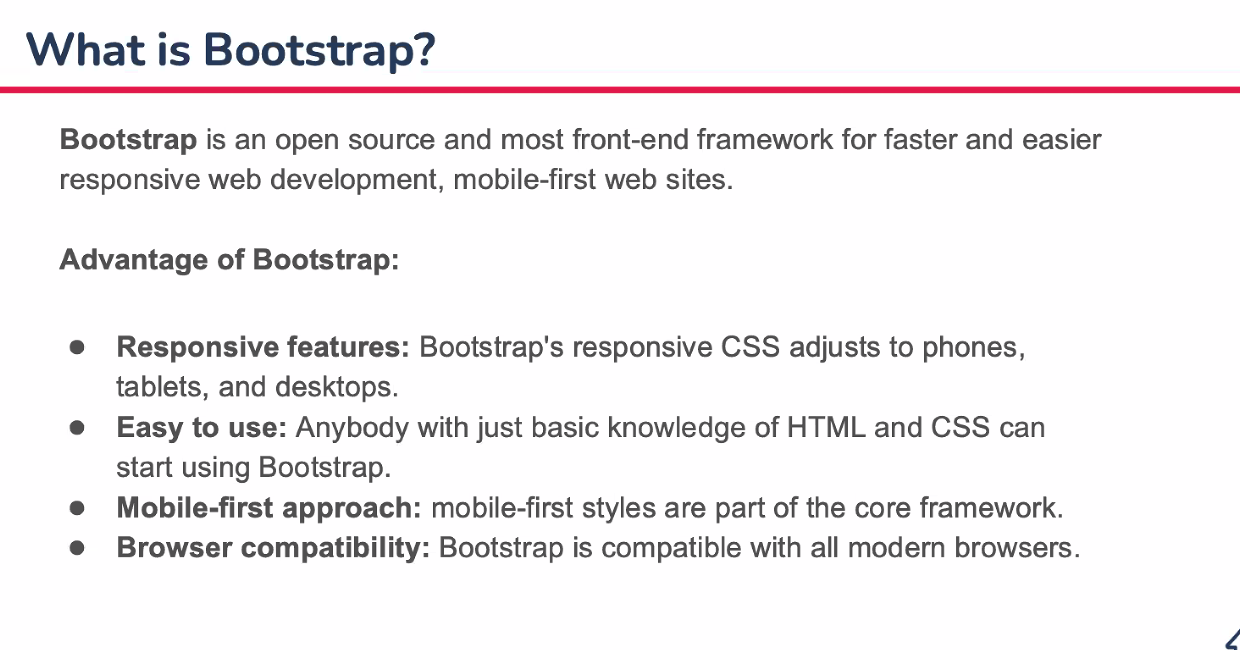 What is Bootstrap?
Bootstrap is an open source and most front-end framework for faster and easier
responsive web development, mobile-first web sites.
Advantage of Bootstrap:
● Responsive features: Bootstrap's responsive CSS adjusts to phones,
tablets, and desktops.
● Easy to use: Anybody with just basic knowledge of HTML and CSS can
start using Bootstrap.
● Mobile-first approach: mobile-first styles are part of the core framework.
● Browser compatibility: Bootstrap is compatible with all modern browsers.